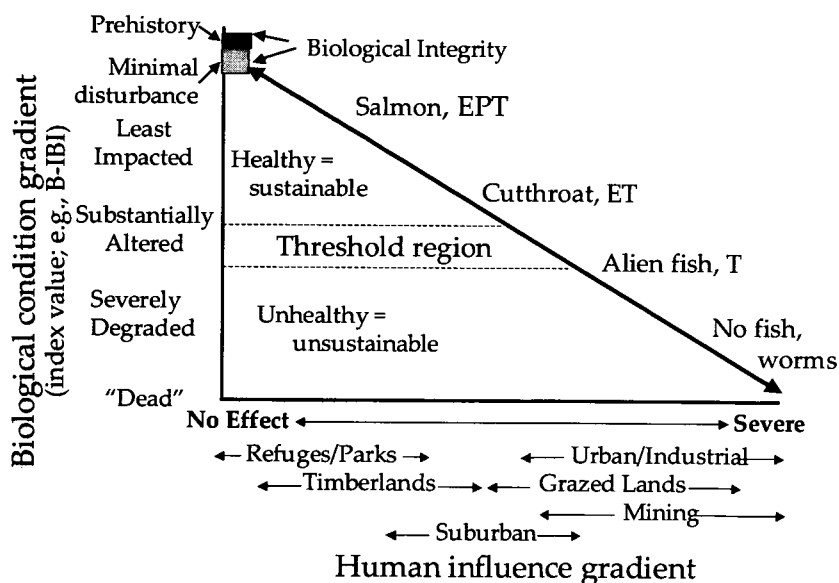 Prehistory
Biological Integrity
Minimal
disturbance
Salmon, EPT
Least
Impacted
Healthy =
sustainable
Cutthroat, ET
Substantially
Altered
Threshold region
Alien fish, T
Severely
Degraded
Unhealthy =
unsustainable
No fish,
worms
"Dead"
Biological condition gradient
(index value; e.g., B-IBI)
No Effect
Severe
Refuges/Parks
Urban/Industrial
Timberlands
Grazed Lands
Mining
Suburban
Human influence gradient